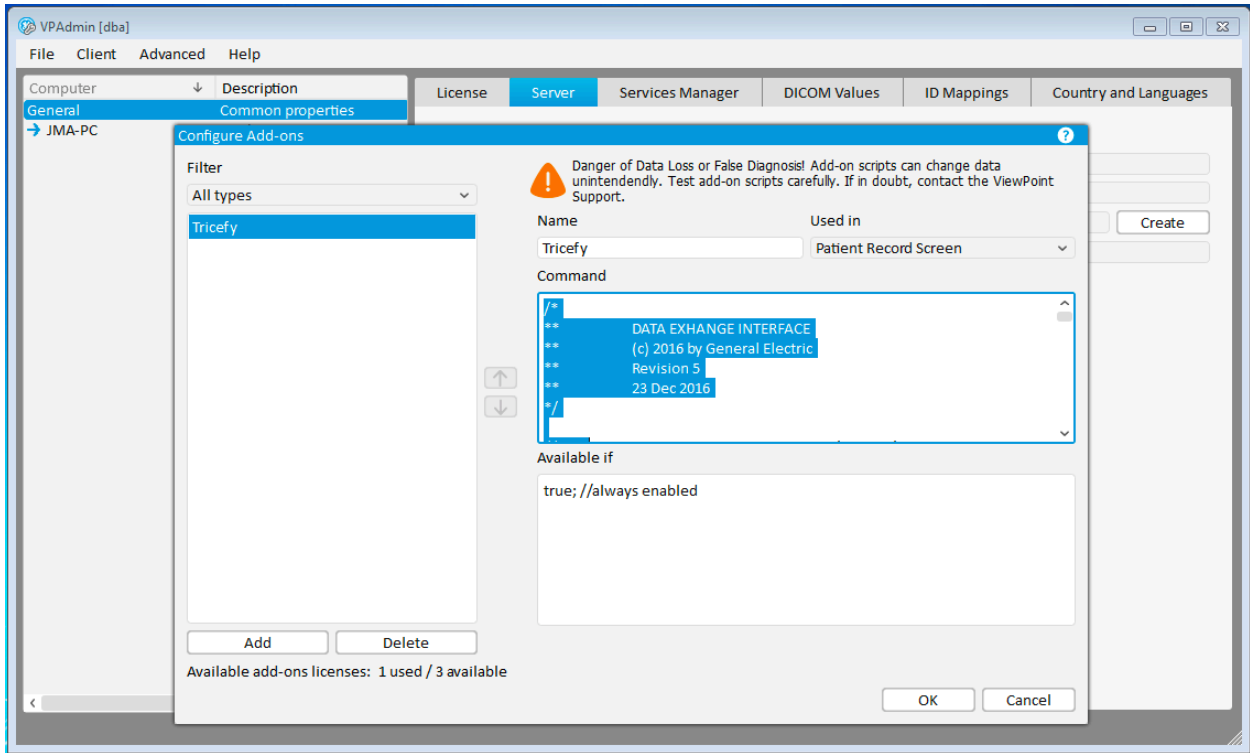 VPAdmin [dba]
File Client Advanced Help
Computer Description
General Common properties
JMA-PC
License Server Services Manager DICOM Values ID Mappings Country and Languages
Create
Configure Add-ons ?
Filter
All types
Tricefy
Add Delete
Available add-ons licenses: 1 used / 3 available
Danger of Data Loss or False Diagnosis! Add-on scripts can change data
unintendendly. Test add-on scripts carefully. If in doubt, contact the ViewPoint
Support.
Name Used in
Tricefy Patient Record Screen
Command
/*
** DATA EXHANGE INTERFACE
** (c) 2016 by General Electric
** Revision 5
** 23 Dec 2016
*/
Available if
true; //always enabled
OK Cancel